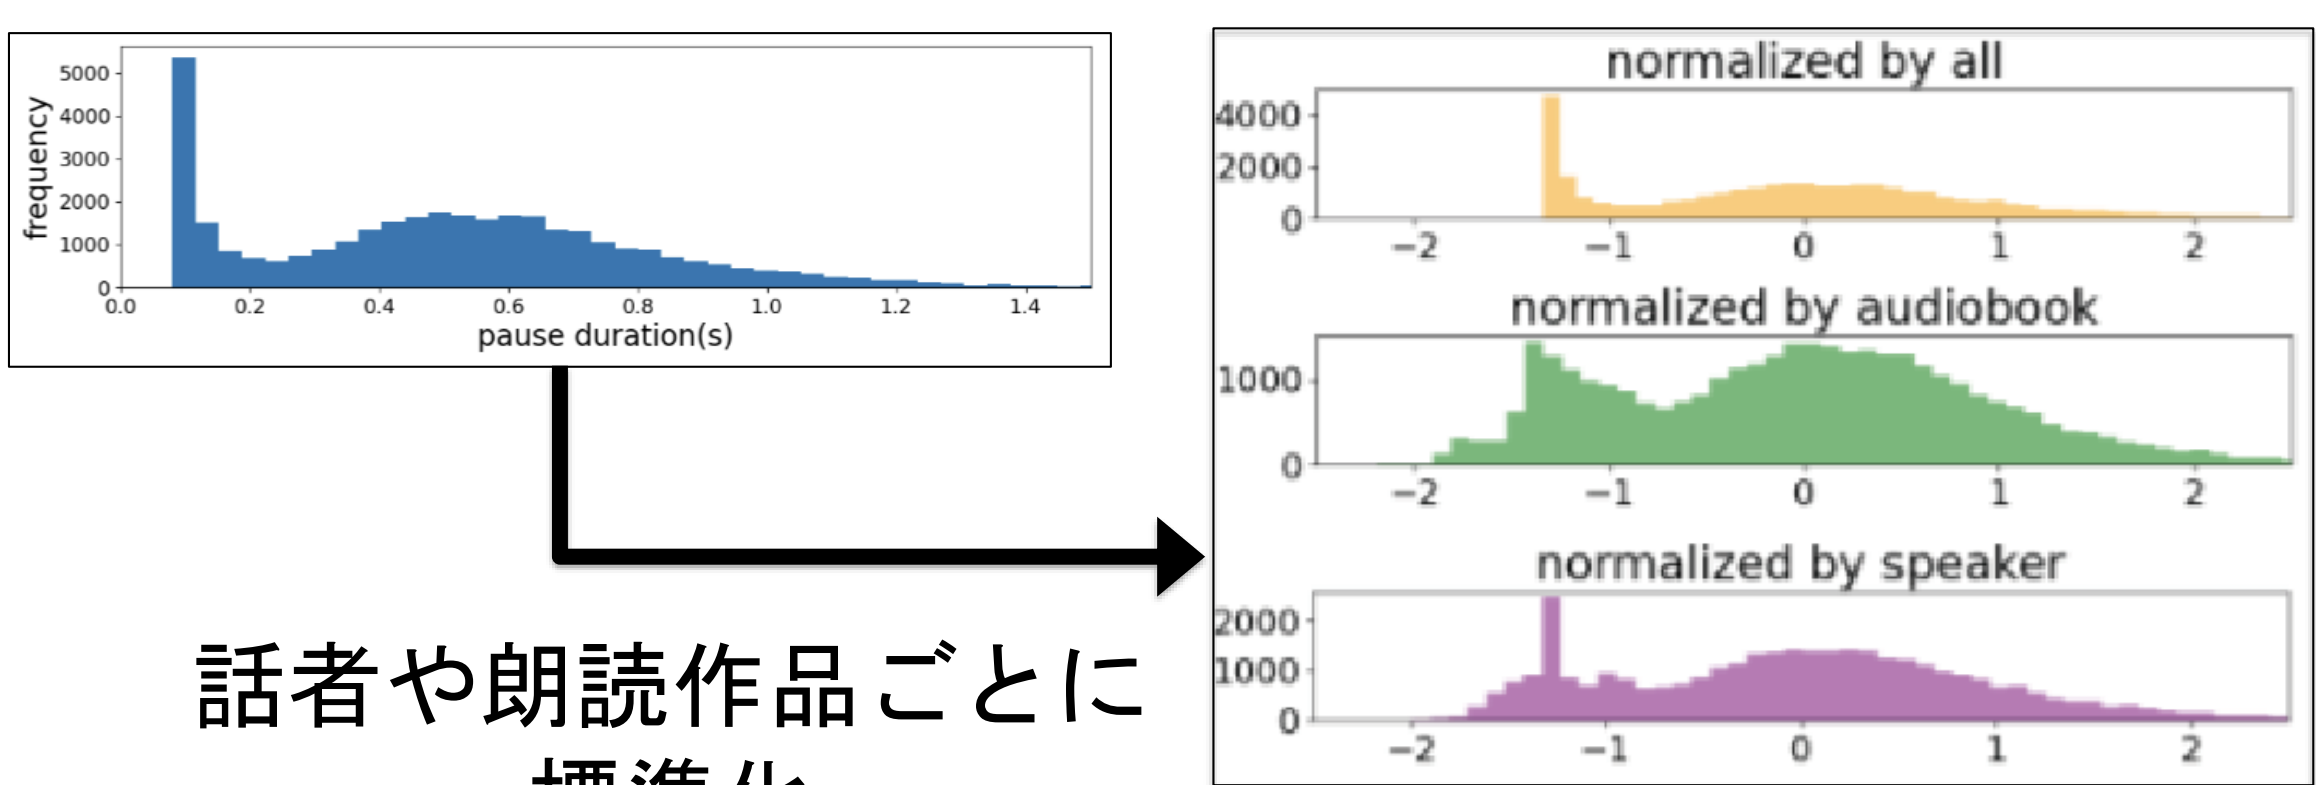 5000
4000
3000
2000
1000
0
frequency
0.0 0.2 0.4 0.6 0.8 1.0 1.2 1.4
pause duration(s)
話者や朗読作品ごとに
標準化
normalized by all
4000
2000
0
−2 −1 0 1 2
normalized by audiobook
1000
0
−2 −1 0 1 2
normalized by speaker
2000
1000
0
−2 −1 0 1 2